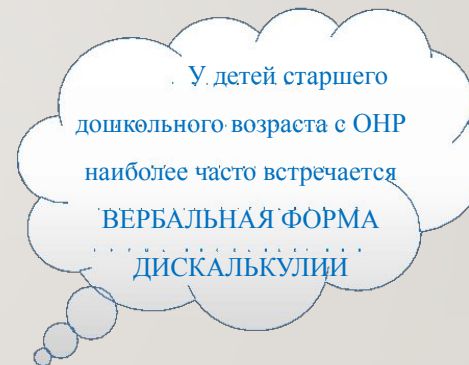 У детей старшего
дошкольного возраста с ОНР
наиболее часто встречается
ВЕРБАЛЬНАЯ ФОРМА
ДИСКАЛЬКУЛИИ